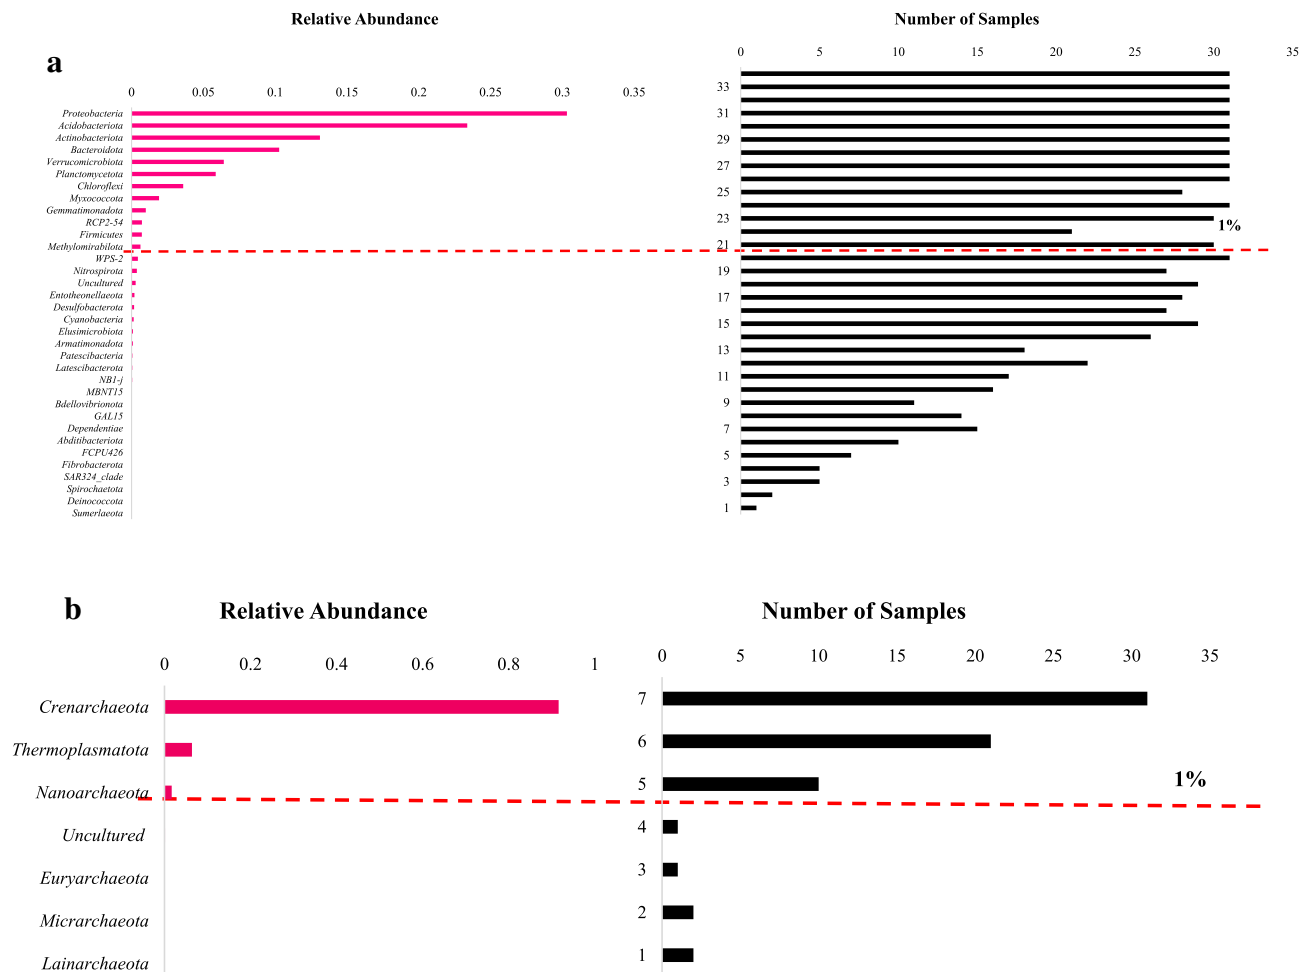 Relative Abundance
Number of Samples
a
0 0.05 0.1 0.15 0.2 0.25 0.3 0.35
0 5 10 15 20 25 30 35
Proteobacteria
Acidobacteriota
Actinobacteriota
Bacteroidota
Verrucomicrobiota
Planctomycetota
Chloroflexi
Myxococcota
Gemmatimonadota
RCP2-54
Firmicutes
Methylomirabilota
WPS-2
Nitrospirota
Uncultured
Entotheonellaeota
Desulfobacterota
Cyanobacteria
Elusimicrobiota
Armatimonadota
Patescibacteria
Latescibacterota
NB1-j
MBNT15
Bdellovibrionota
GAL15
Dependentiae
Abditibacteriota
FCPU426
Fibrobacterota
SAR324_clade
Spirochaetota
Deinococcota
Sumerlaeota
33
31
29
27
25
23
21
19
17
15
13
11
9
7
5
3
1
1%
b
Relative Abundance
Number of Samples
0 0.2 0.4 0.6 0.8 1
0 5 10 15 20 25 30 35
Crenarchaeota
Thermoplasmatota
Nanoarchaeota
Uncultured
Euryarchaeota
Micrarchaeota
Lainarchaeota
7
6
5
4
3
2
1
1%